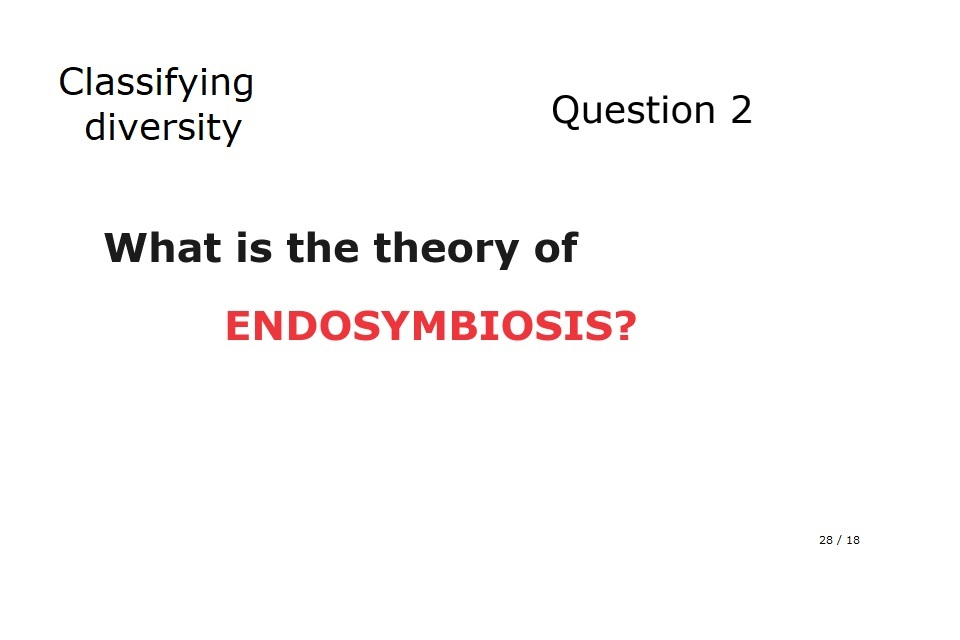 Classifying
diversity
Question 2
What is the theory of
ENDOSYMBIOSIS?
28 / 18